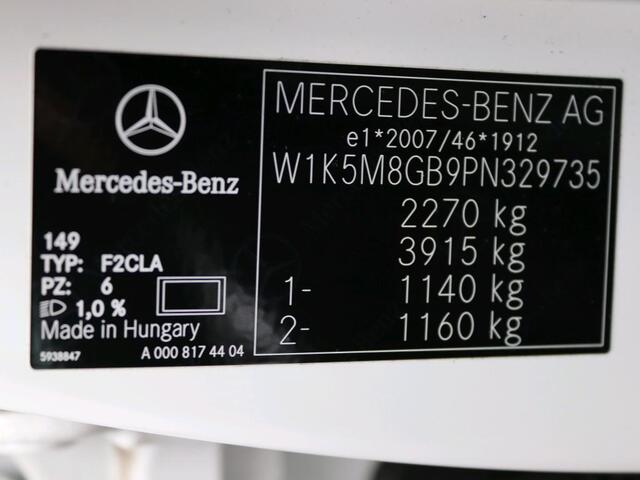 Mercedes-Benz
149
TYP: F2CLA
PZ: 6
1,0 %
Made in Hungary
5938847 A 000 817 44 04
MERCEDES-BENZ AG
e1*2007/46*1912
W1K5M8GB9PN329735
2270 kg
3915 kg
1- 1140 kg
2- 1160 kg